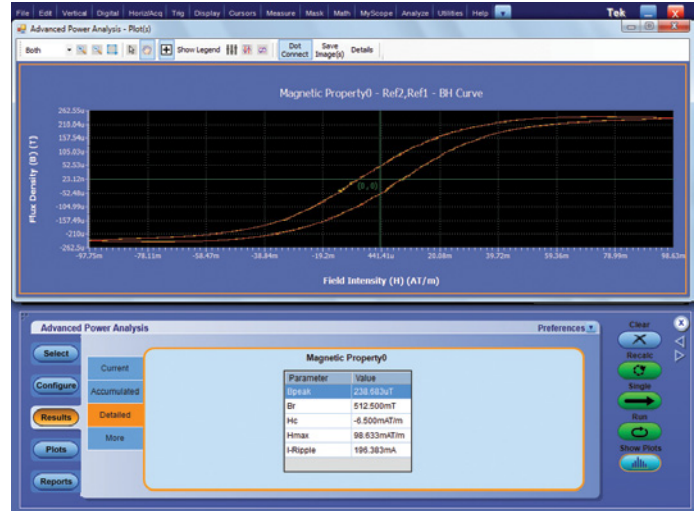 File Edit Vertical Digital Horiz/Acq Trig Display Cursors Measure Mask Math MyScope Analyze Utilities Help Tek
Advanced Power Analysis - Plot(s)
Both Show Legend Dot Connect Save Image(s) Details
Magnetic Property0 - Ref2,Ref1 - BH Curve
Flux Density (B) (T)
262.55u
210.04u
157.54u
105.03u
52.53u
23.12n
-52.48u
-104.99u
-157.49u
-210u
-262.5u
(0, 0)
-97.75m -78.11m -58.47m -38.84m -19.2m 441.41u 20.08m 39.72m 59.36m 78.99m 98.63m
Field Intensity (H) (AT/m)
Advanced Power Analysis Preferences
Select
Configure
Results
Plots
Reports
Current
Accumulated
Detailed
More
Magnetic Property0
Parameter Value
Bpeak 238.683uT
Br 512.500mT
Hc -6.500mAT/m
Hmax 98.633mAT/m
I-Ripple 196.383mA
Clear
Recalc
Single
Run
Show Plots